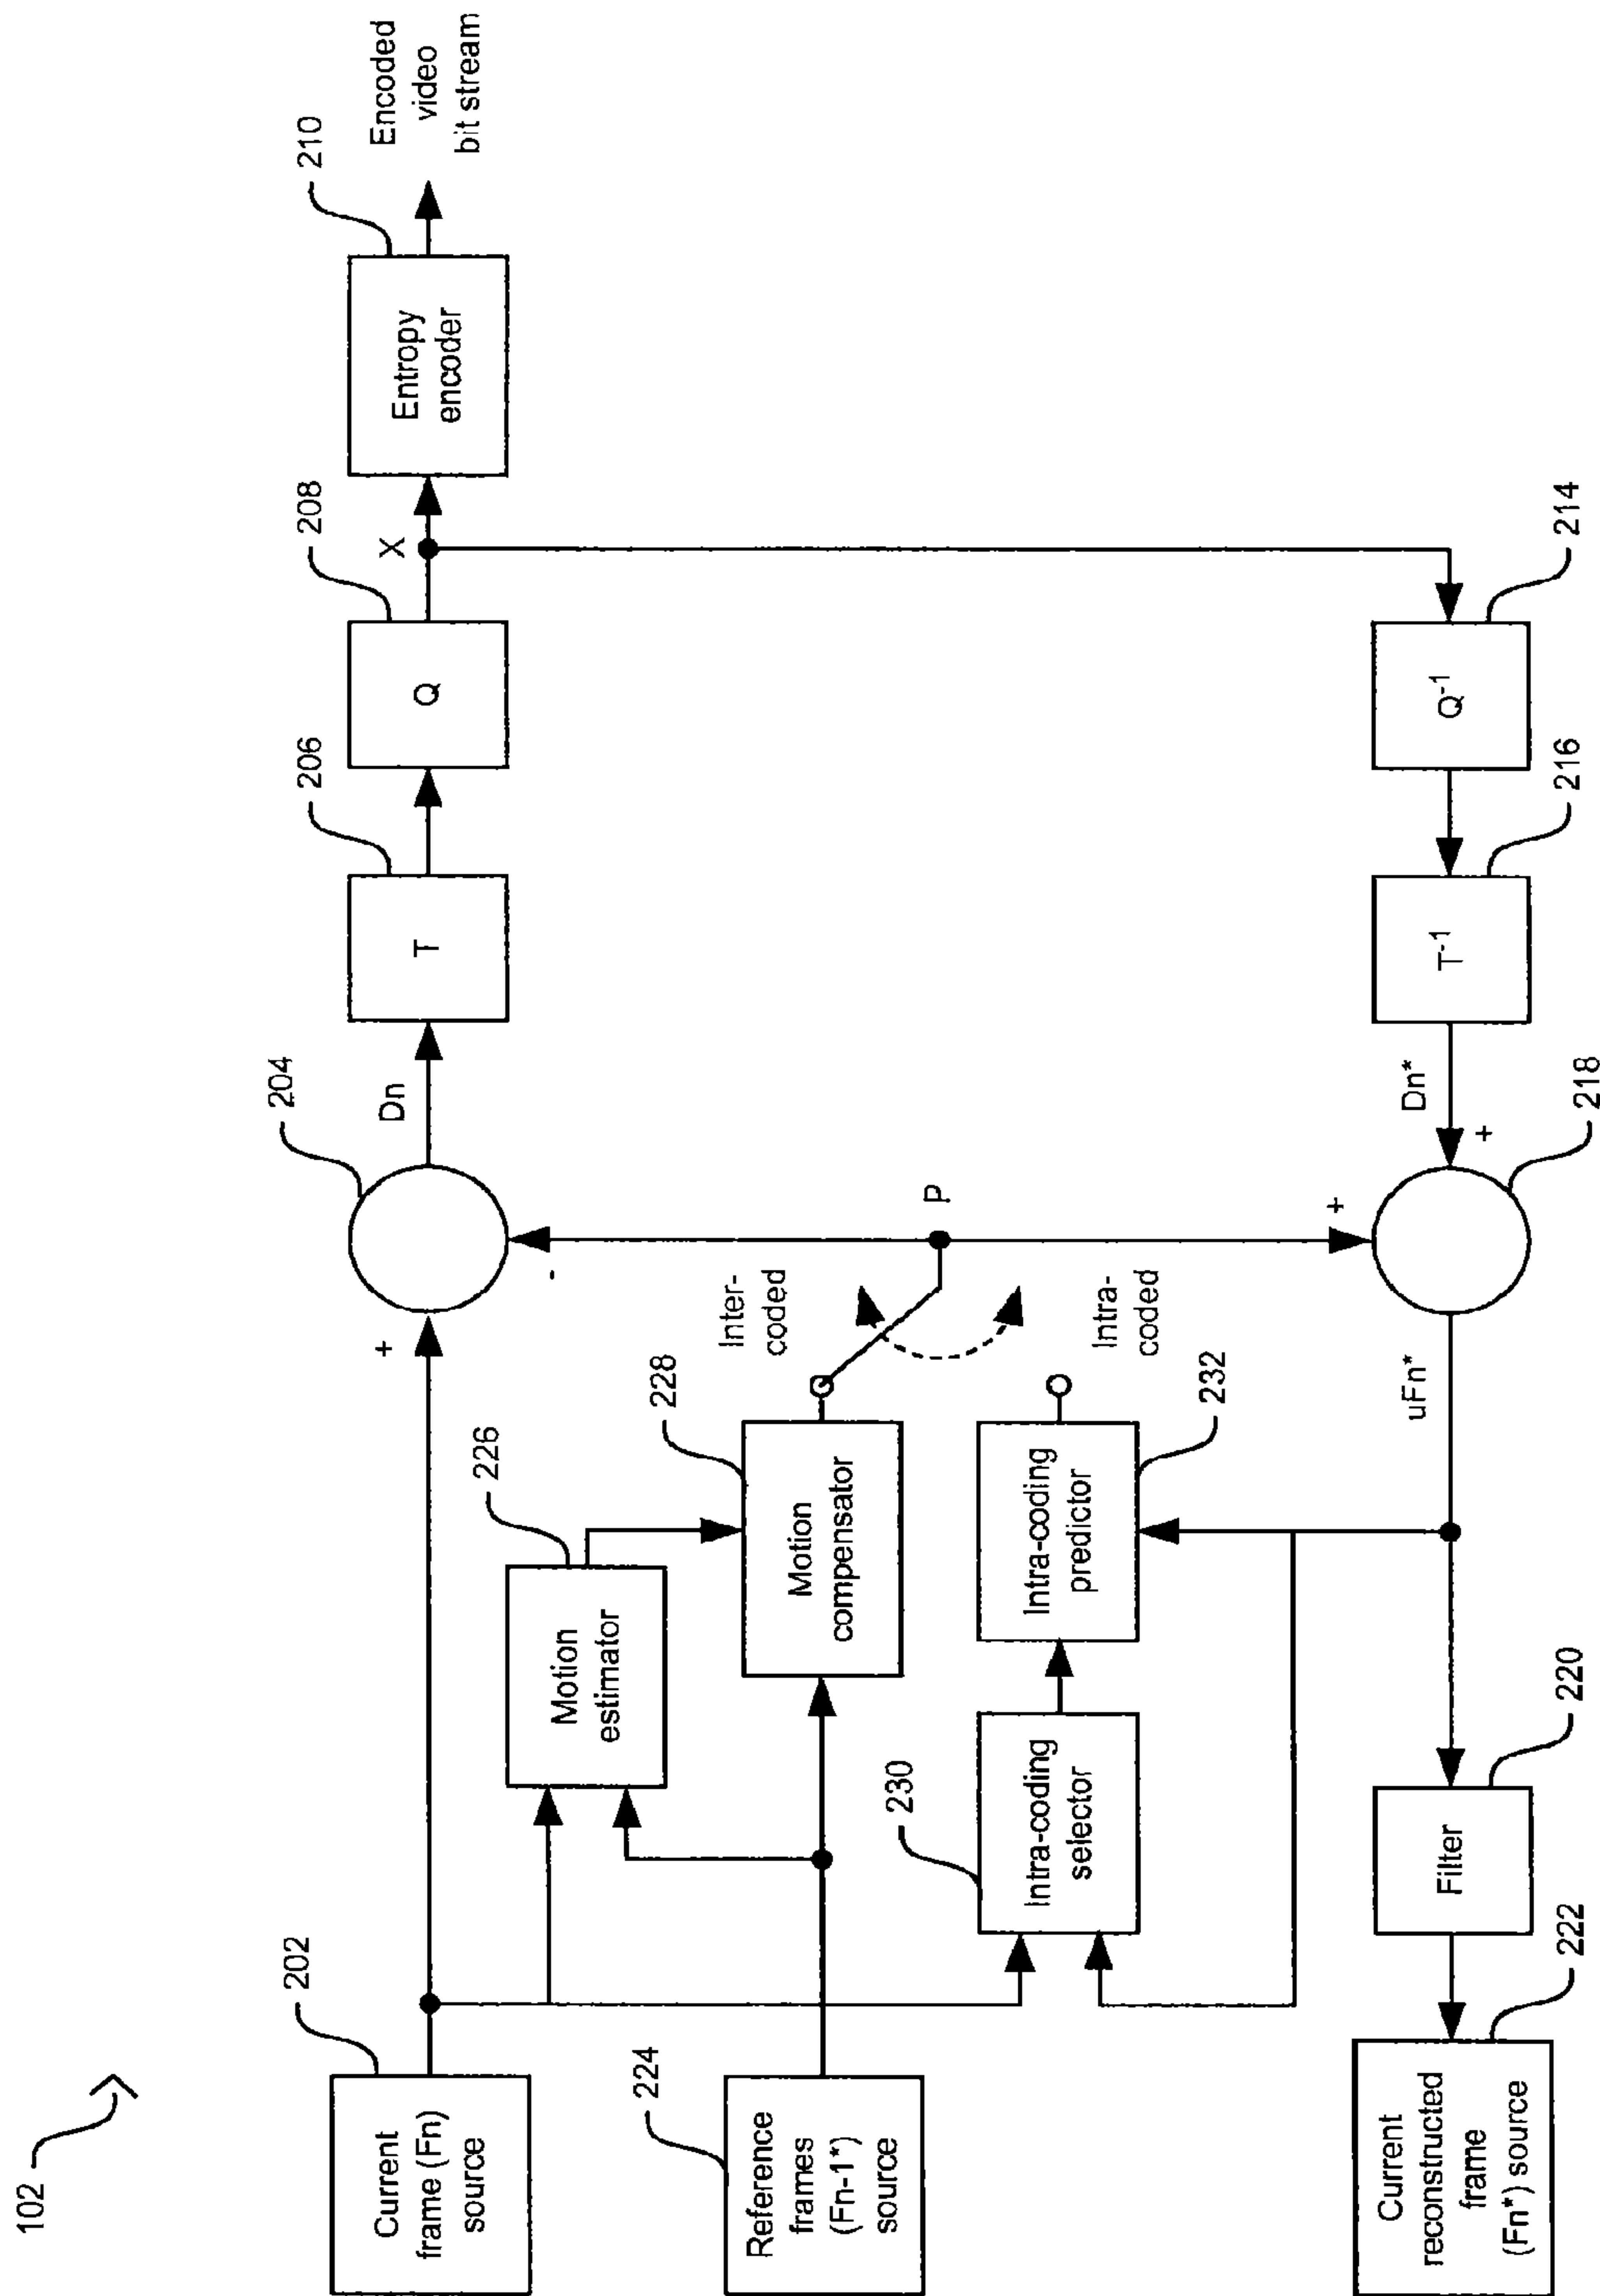 102
202
Current
frame (Fn)
source
+
204
Dn
206
T
208
Q
X
210
Entropy
encoder
Encoded
video
bit stream
226
Motion
estimator
-
224
Reference
frames
(Fn-1*)
source
228
Motion
compensator
Inter-
coded
P
230
Intra-coding
selector
232
Intra-coding
predictor
Intra-
coded
+
222
Current
reconstructed
frame
(Fn*) source
220
Filter
uFn*
218
+
Dn*
216
T-1
214
Q-1